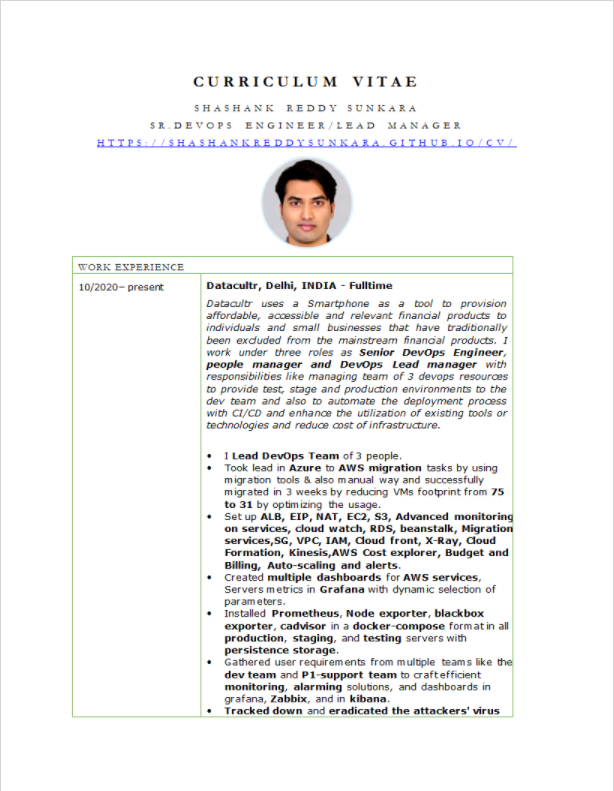 CURRICULUM VITAE
SHASHANK REDDY SUNKARA
SR.DEVOPS ENGINEER/LEAD MANAGER
HTTPS://SHASHANKREDDYSUNKARA.GITHUB.IO/CV/
WORK EXPERIENCE
10/2020– present
Datacultr, Delhi, INDIA - Fulltime
Datacultr uses a Smartphone as a tool to provision
affordable, accessible and relevant financial products to
individuals and small businesses that have traditionally
been excluded from the mainstream financial products. I
work under three roles as Senior DevOps Engineer,
people manager and DevOps Lead manager with
responsibilities like managing team of 3 devops resources
to provide test, stage and production environments to the
dev team and also to automate the deployment process
with CI/CD and enhance the utilization of existing tools or
technologies and reduce cost of infrastructure.
• I Lead DevOps Team of 3 people.
• Took lead in Azure to AWS migration tasks by using
migration tools & also manual way and successfully
migrated in 3 weeks by reducing VMs footprint from 75
to 31 by optimizing the usage.
• Set up ALB, EIP, NAT, EC2, S3, Advanced monitoring
on services, cloud watch, RDS, beanstalk, Migration
services,SG, VPC, IAM, Cloud front, X-Ray, Cloud
Formation, Kinesis,AWS Cost explorer, Budget and
Billing, Auto-scaling and alerts.
• Created multiple dashboards for AWS services,
Servers metrics in Grafana with dynamic selection of
parameters.
• Installed Prometheus, Node exporter, blackbox
exporter, cadvisor in a docker-compose format in all
production, staging, and testing servers with
persistence storage.
• Gathered user requirements from multiple teams like the
dev team and P1-support team to craft efficient
monitoring, alarming solutions, and dashboards in
grafana, Zabbix, and in kibana.
• Tracked down and eradicated the attackers' virus